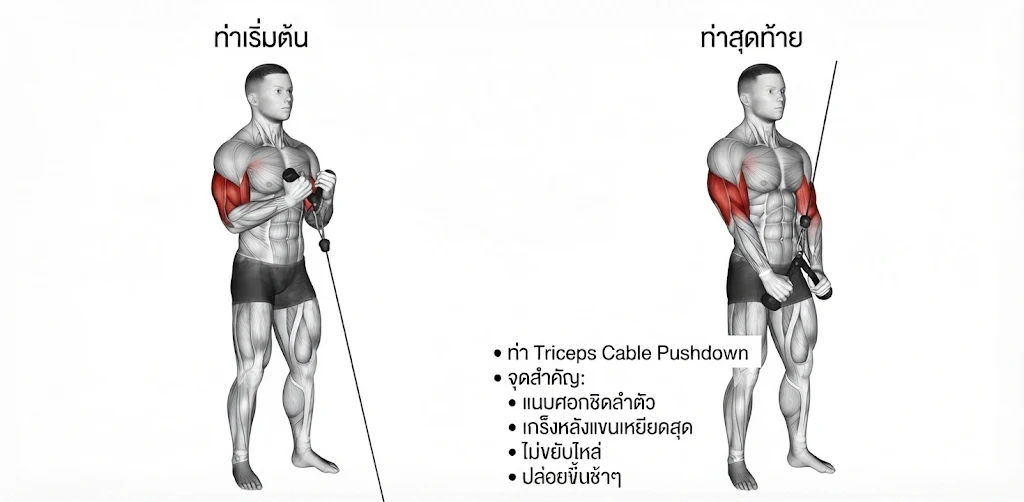 ท่าเริ่มต้น
ท่าสุดท้าย
• ท่า Triceps Cable Pushdown
• จุดสำคัญ:
• แนบศอกชิดลำตัว
• เกร็งหลังแขนเหยียดสุด
• ไม่ขยับไหล่
• ปล่อยขึ้นช้าๆ